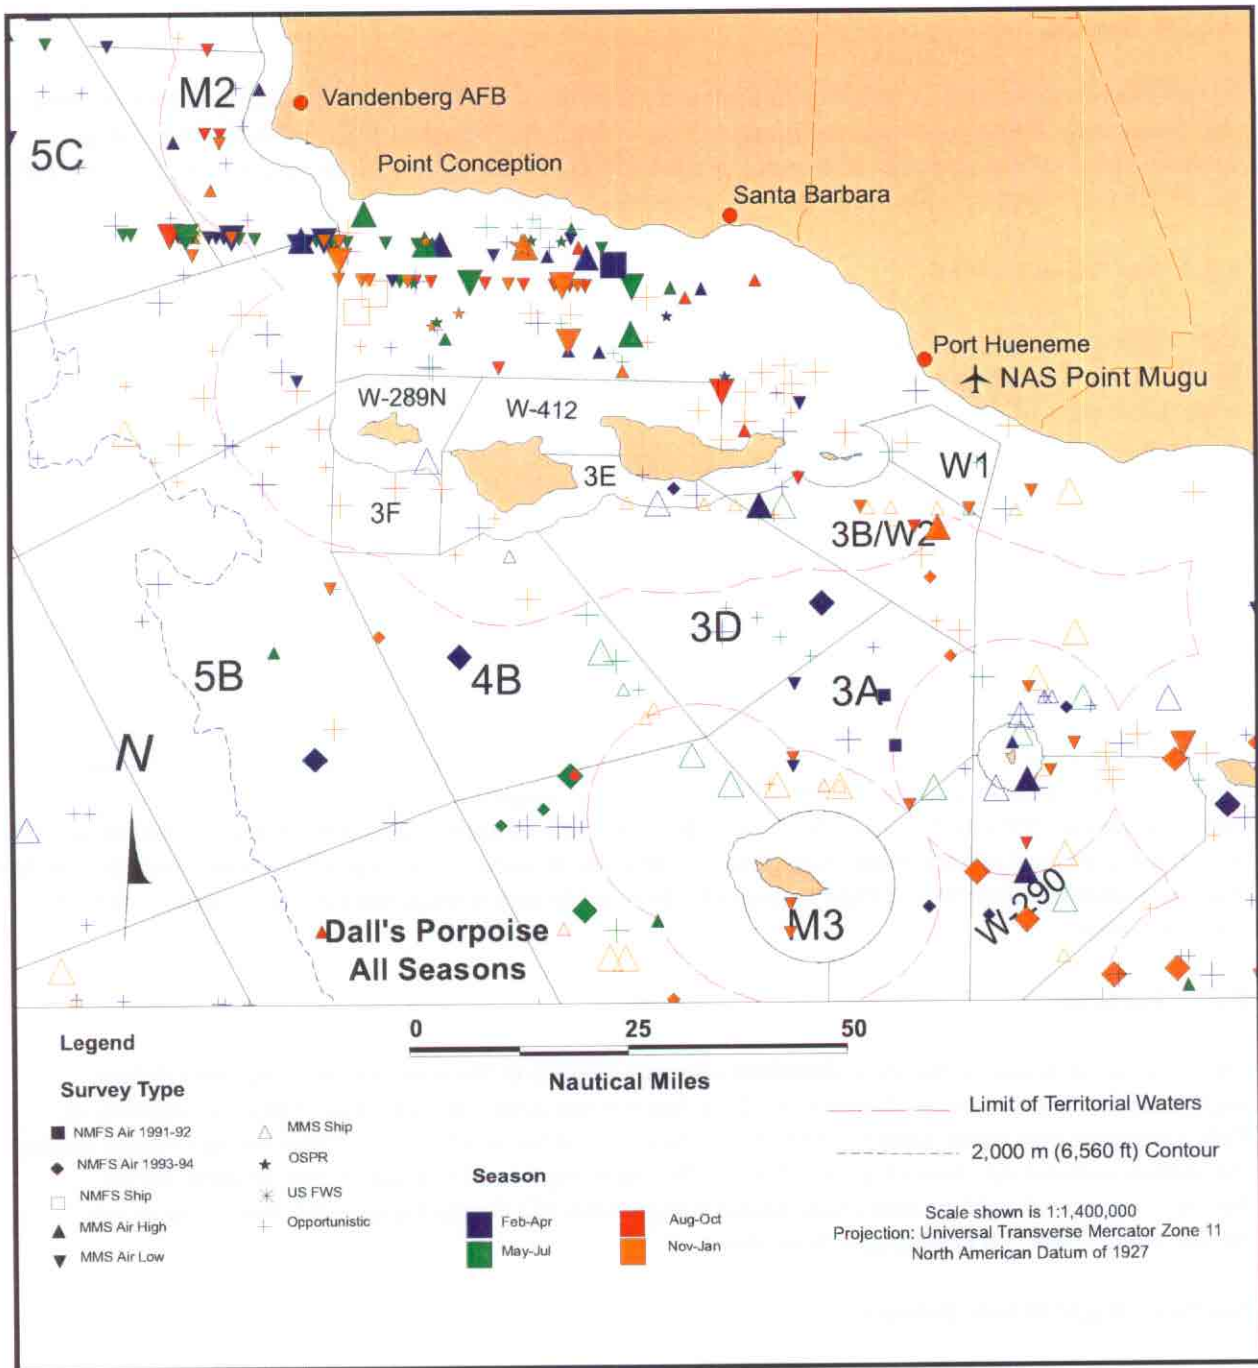 M2
Vandenberg AFB
5C
Point Conception
Santa Barbara
Port Hueneme
NAS Point Mugu
W-289N
W-412
W1
3E
3F
3B/W2
3D
5B
4B
3A
N
W-290
M3
Dall's Porpoise
All Seasons
0 25 50
Nautical Miles
Legend
Survey Type
NMFS Air 1991-92
NMFS Air 1993-94
NMFS Ship
MMS Air High
MMS Air Low
MMS Ship
OSPR
US FWS
Opportunistic
Season
Feb-Apr
May-Jul
Aug-Oct
Nov-Jan
Limit of Territorial Waters
2,000 m (6,560 ft) Contour
Scale shown is 1:1,400,000
Projection: Universal Transverse Mercator Zone 11
North American Datum of 1927